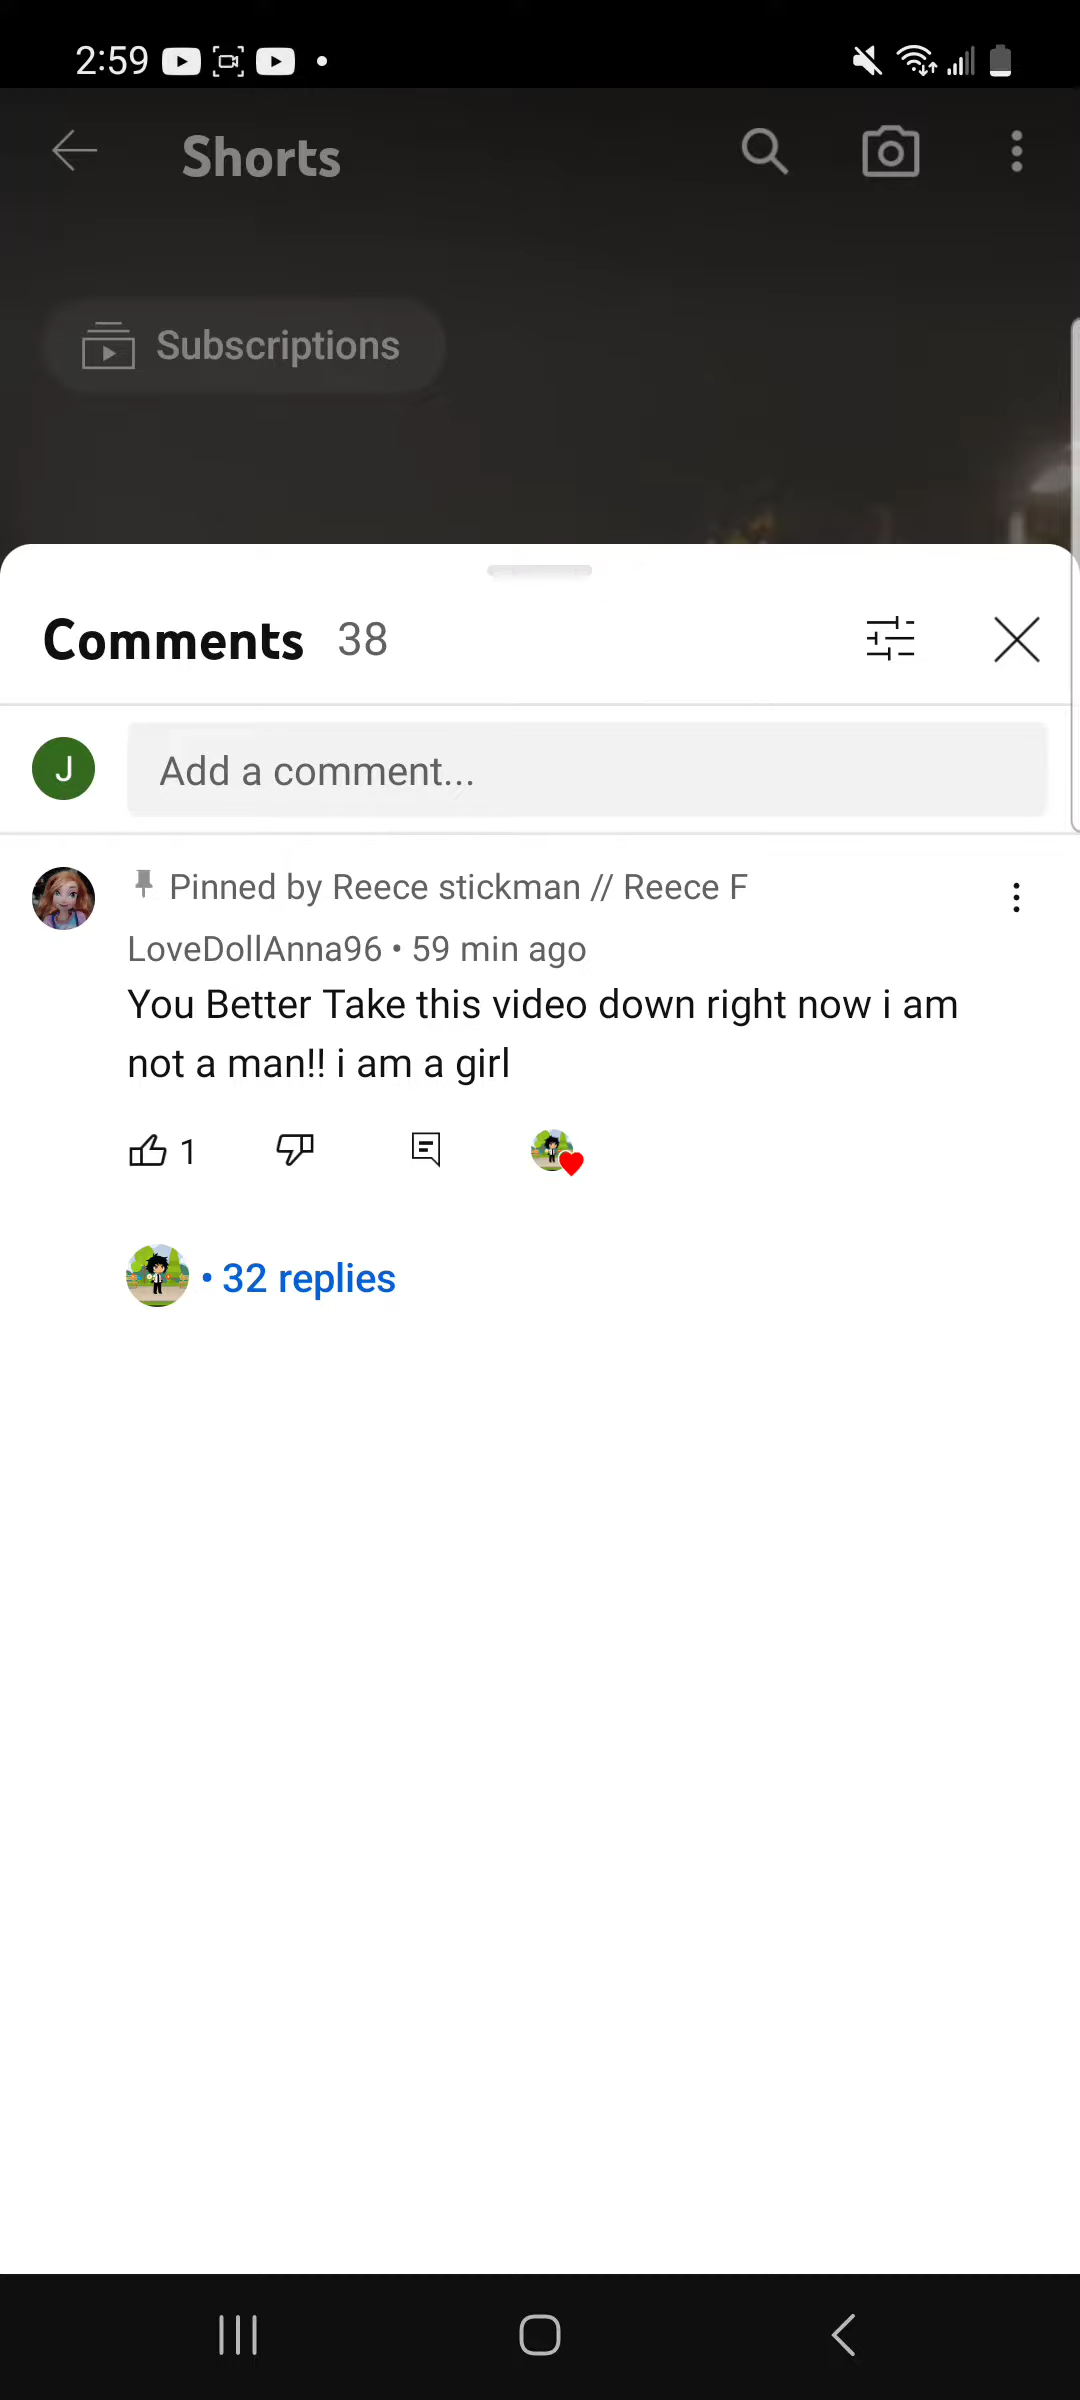 2:59
Shorts
Subscriptions
Comments 38
J
Add a comment...
Pinned by Reece stickman // Reece F
LoveDollAnna96 • 59 min ago
You Better Take this video down right now i am
not a man!! i am a girl
1
• 32 replies